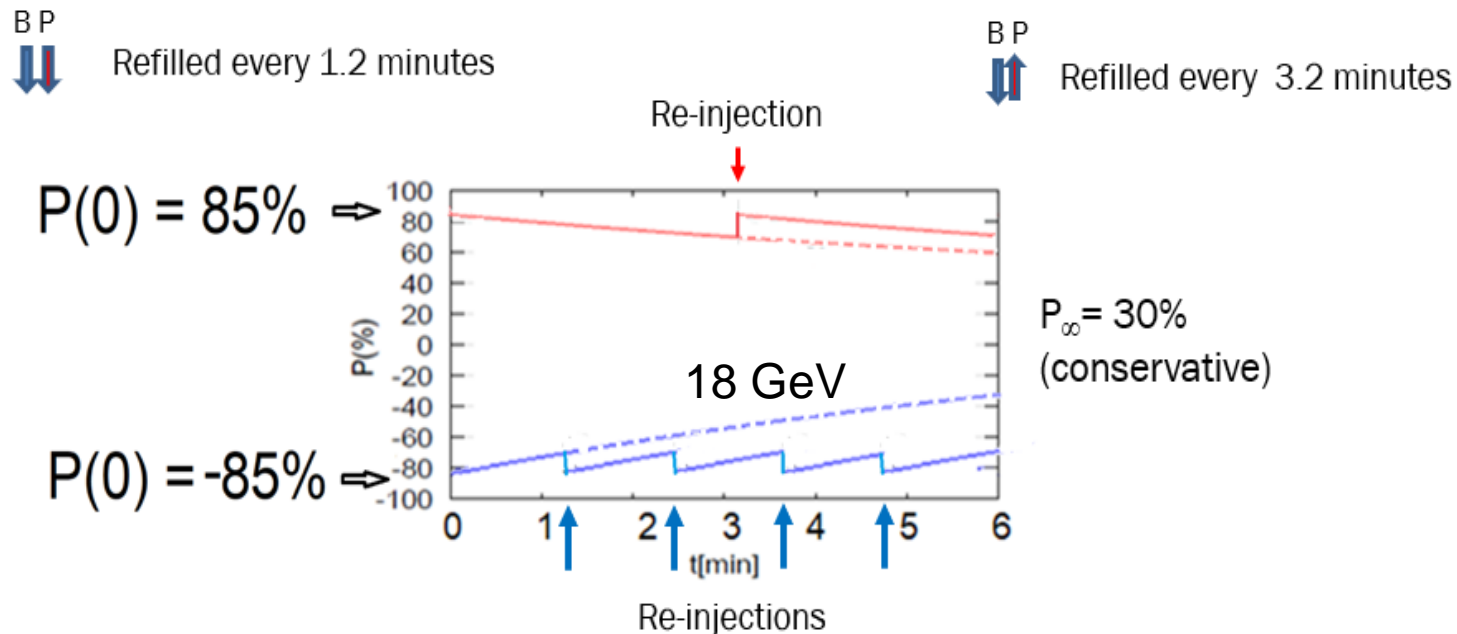 B P
Refilled every 1.2 minutes
B P
Refilled every 3.2 minutes
Re-injection
P(0) = 85%
100
80
60
40
20
0
-20
-40
-60
-80
-100
P(%)
18 GeV
P∞= 30%
(conservative)
P(0) = -85%
0 1 2 3 4 5 6
t[min]
Re-injections